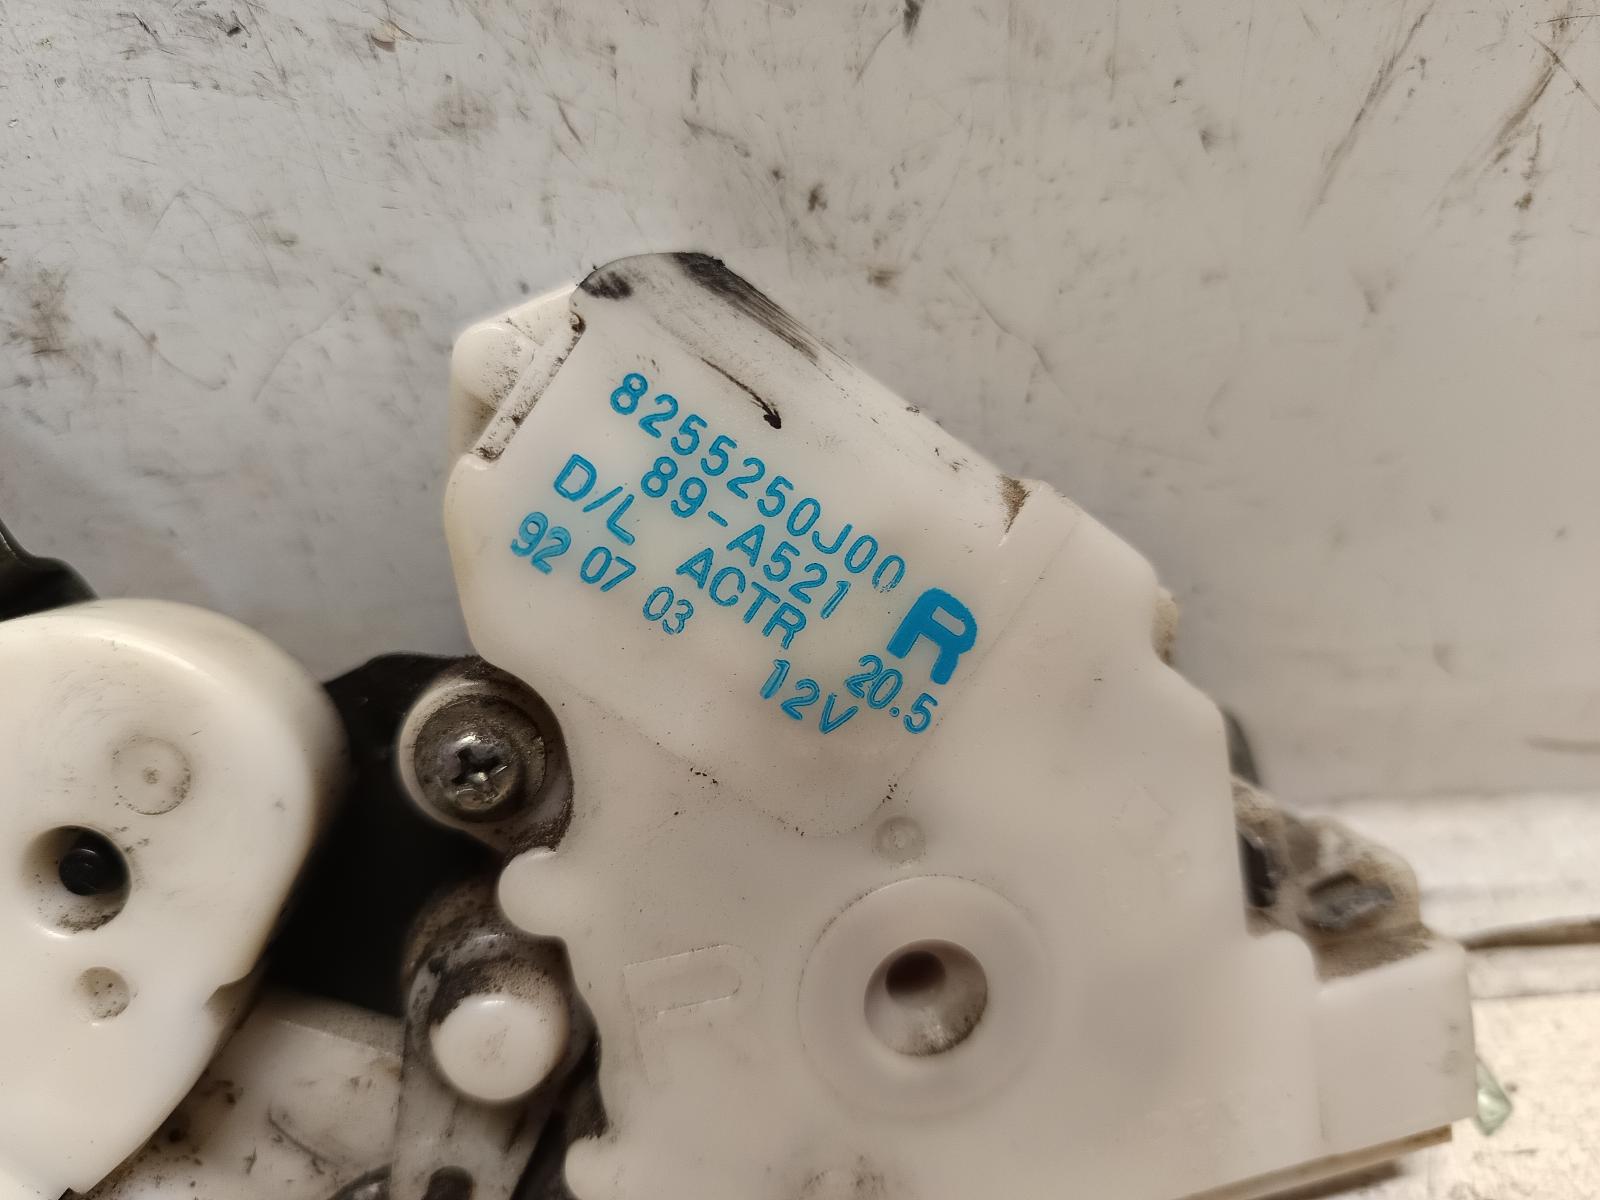 8255250J00
89-A521
D/L ACTR R
92 07 03 20.5
12V
R